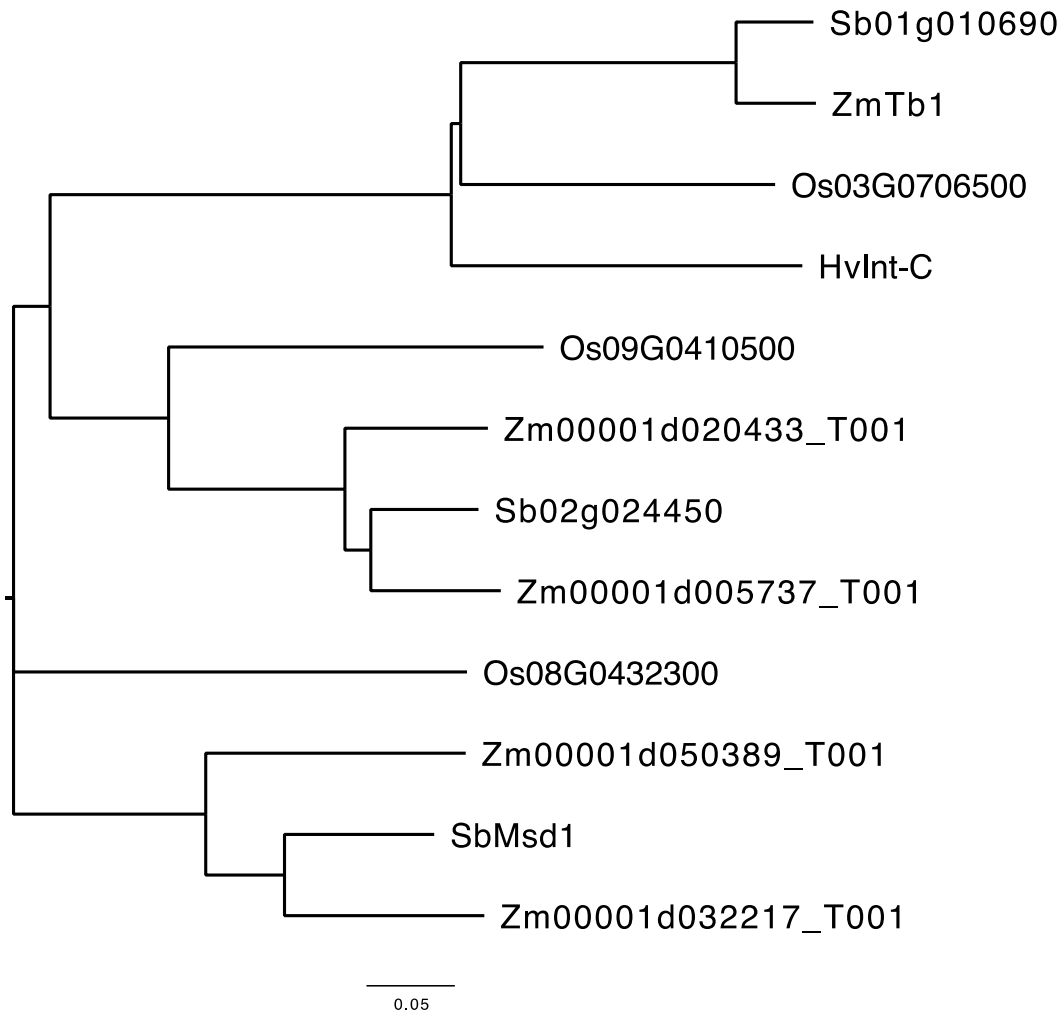 Sb01g010690
ZmTb1
Os03G0706500
HvInt-C
Os09G0410500
Zm00001d020433_T001
Sb02g024450
Zm00001d005737_T001
Os08G0432300
Zm00001d050389_T001
SbMsd1
Zm00001d032217_T001
0.05